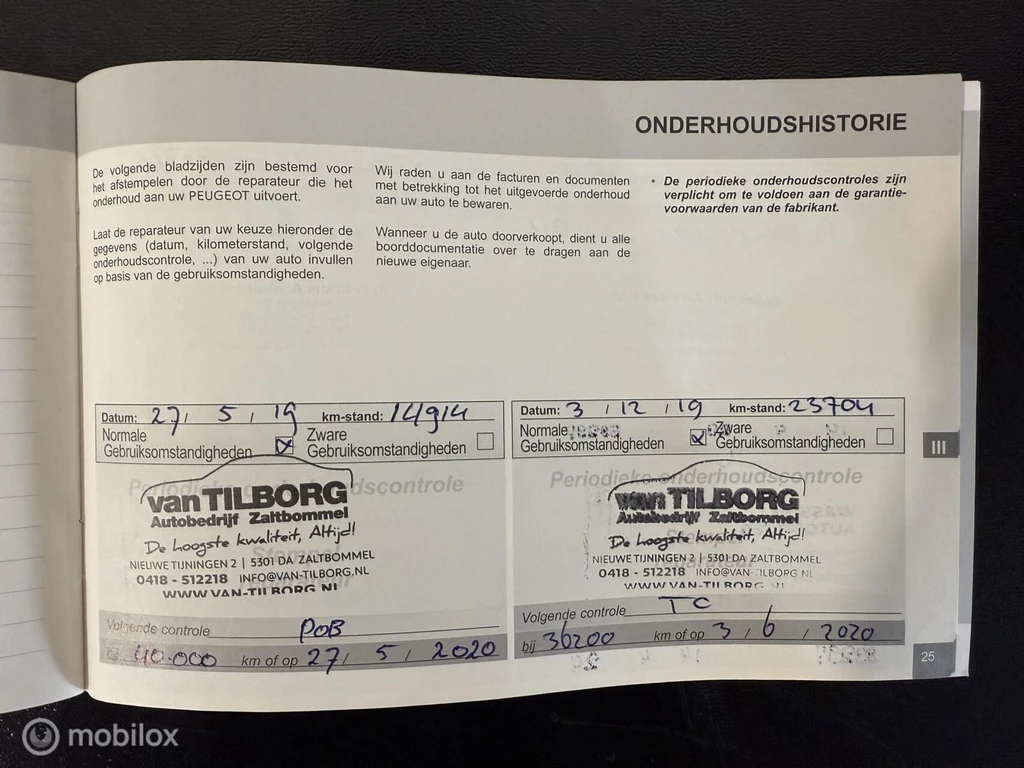 ONDERHOUDSHISTORIE
De volgende bladzijden zijn bestemd voor
het afstempelen door de reparateur die het
onderhoud aan uw PEUGEOT uitvoert.
Laat de reparateur van uw keuze hieronder de
gegevens (datum, kilometerstand, volgende
onderhoudscontrole, ...) van uw auto invullen
op basis van de gebruiksomstandigheden.
Wij raden u aan de facturen en documenten
met betrekking tot het uitgevoerde onderhoud
aan uw auto te bewaren.
Wanneer u de auto doorverkoopt, dient u alle
boorddocumentatie over te dragen aan de
nieuwe eigenaar.
• De periodieke onderhoudscontroles zijn
verplicht om te voldoen aan de garantie-
voorwaarden van de fabrikant.
Datum: 27 / 5 / 19 km-stand: 14914
Normale
Gebruiksomstandigheden
Zware
Gebruiksomstandigheden
Periodieke onderhoudscontrole
van TILBORG
Autobedrijf Zaltbommel
De hoogste kwaliteit, Altijd!
Stempel
NIEUWE TIJNINGEN 2 | 5301 DA ZALTBOMMEL
0418 - 512218 INFO@VAN-TILBORG.NL
reparateur
WWW.VAN-TILBORG.NL
Volgende controle POB
bij 40.000 km of op 27 / 5 / 2020
Datum: 3 / 12 / 19 km-stand: 23704
Normale
Gebruiksomstandigheden
Zware
Gebruiksomstandigheden
Periodieke onderhoudscontrole
van TILBORG
Autobedrijf Zaltbommel
De hoogste kwaliteit, Altijd!
NIEUWE TIJNINGEN 2 | 5301 DA ZALTBOMMEL
0418 - 512218 INFO@VAN-TILBORG.NL
reparateur
WWW.VAN-TILBORG.NL
Volgende controle TC
bij 36200 km of op 3 / 6 / 2020
III
25
mobilox